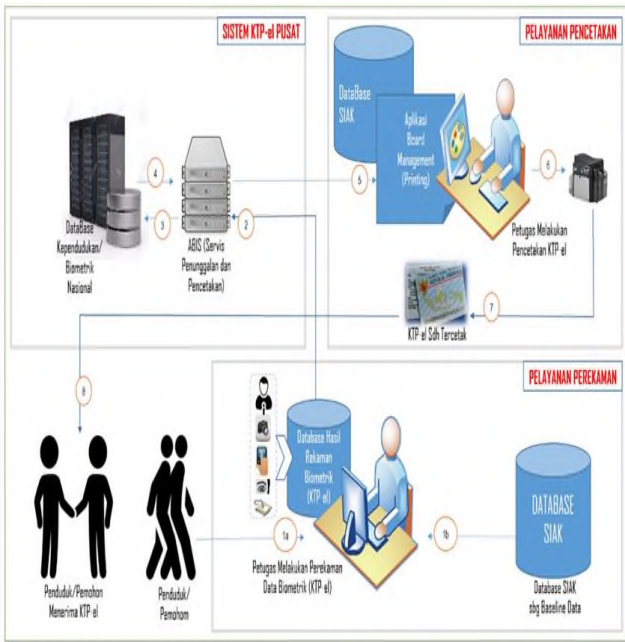 SISTEM KTP-el PUSAT
PELAYANAN PENCETAKAN
DataBase
SIAK
Aplikasi
Board
Management
(Printing)
4
5
6
3
2
DataBase
Kependudukan/
Biometrik
Nasional
ABIS (Servis
Penunggalan dan
Pencetakan)
Petugas Melakukan
Pencetakan KTP-el
7
KTP-el Sdh Tercetak
PELAYANAN PEREKAMAN
8
Database Hasil
Rekaman
Biometrik
(KTP-el)
DATABASE
SIAK
1a
1b
Penduduk/Pemohon
Menerima KTP-el
Penduduk/
Pemohom
Petugas Melakukan Perekaman
Data Biometrik (KTP-el)
Database SIAK
sbg Baseline Data